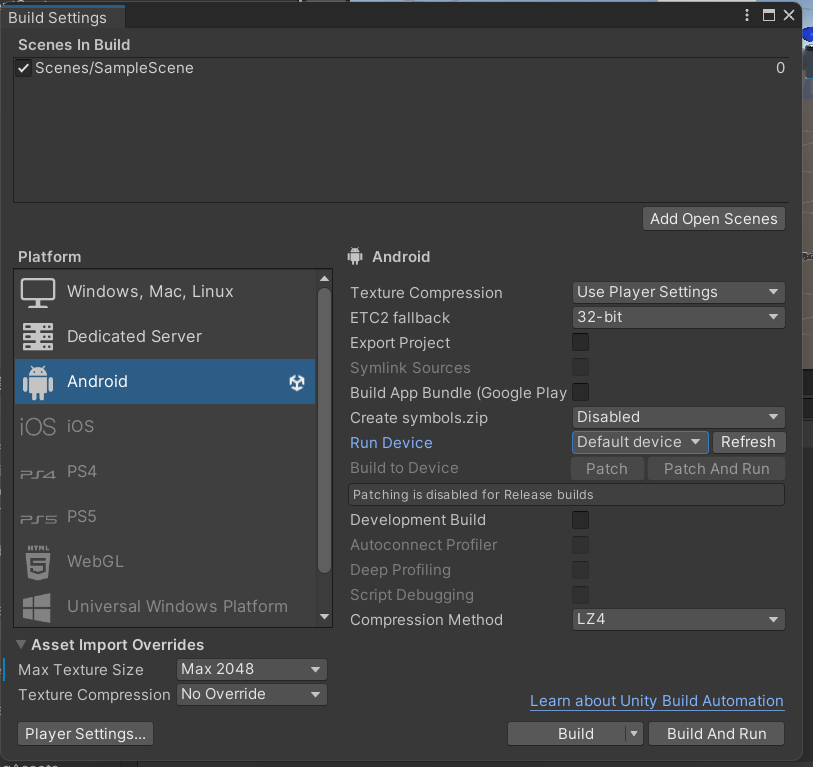 Build Settings
Scenes In Build
Scenes/SampleScene 0
Add Open Scenes
Platform
Windows, Mac, Linux
Dedicated Server
Android
iOS iOS
PS4 PS4
PS5 PS5
HTML 5 WebGL
Universal Windows Platform
Android
Texture Compression Use Player Settings
ETC2 fallback 32-bit
Export Project
Symlink Sources
Build App Bundle (Google Play
Create symbols.zip Disabled
Run Device Default device Refresh
Build to Device Patch Patch And Run
Patching is disabled for Release builds
Development Build
Autoconnect Profiler
Deep Profiling
Script Debugging
Compression Method LZ4
Asset Import Overrides
Max Texture Size Max 2048
Texture Compression No Override
Learn about Unity Build Automation
Player Settings... Build Build And Run